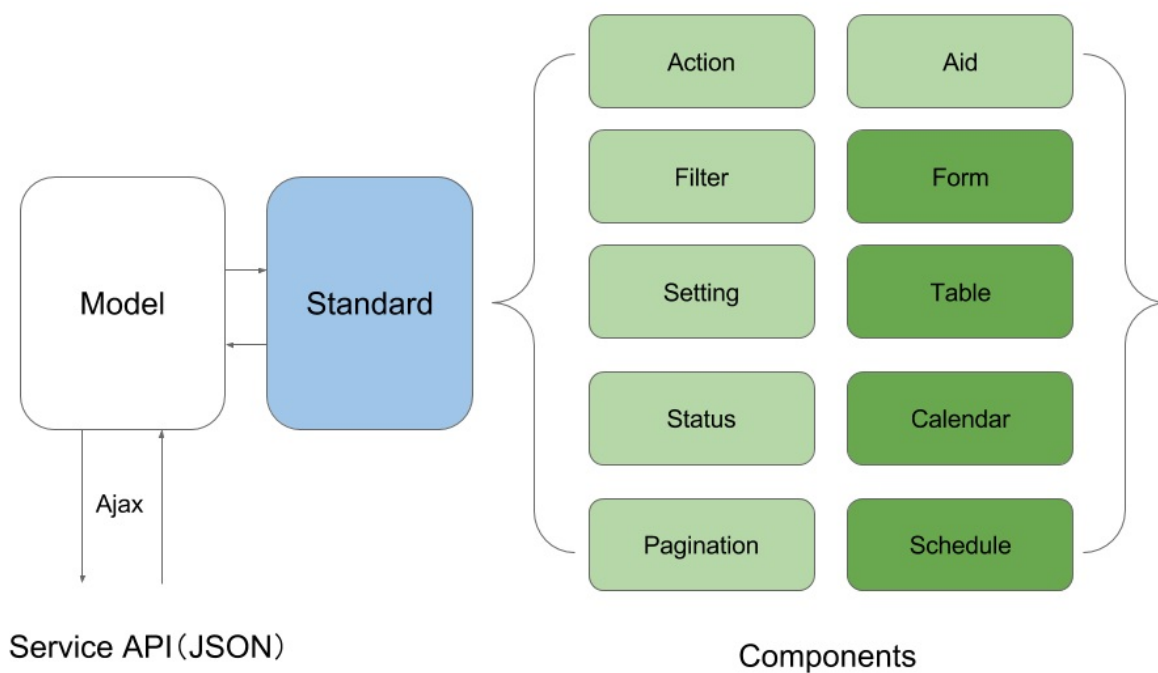 Action
Aid
Filter
Form
Model
Standard
Setting
Table
Status
Calendar
Ajax
Pagination
Schedule
Service API（JSON）
Components